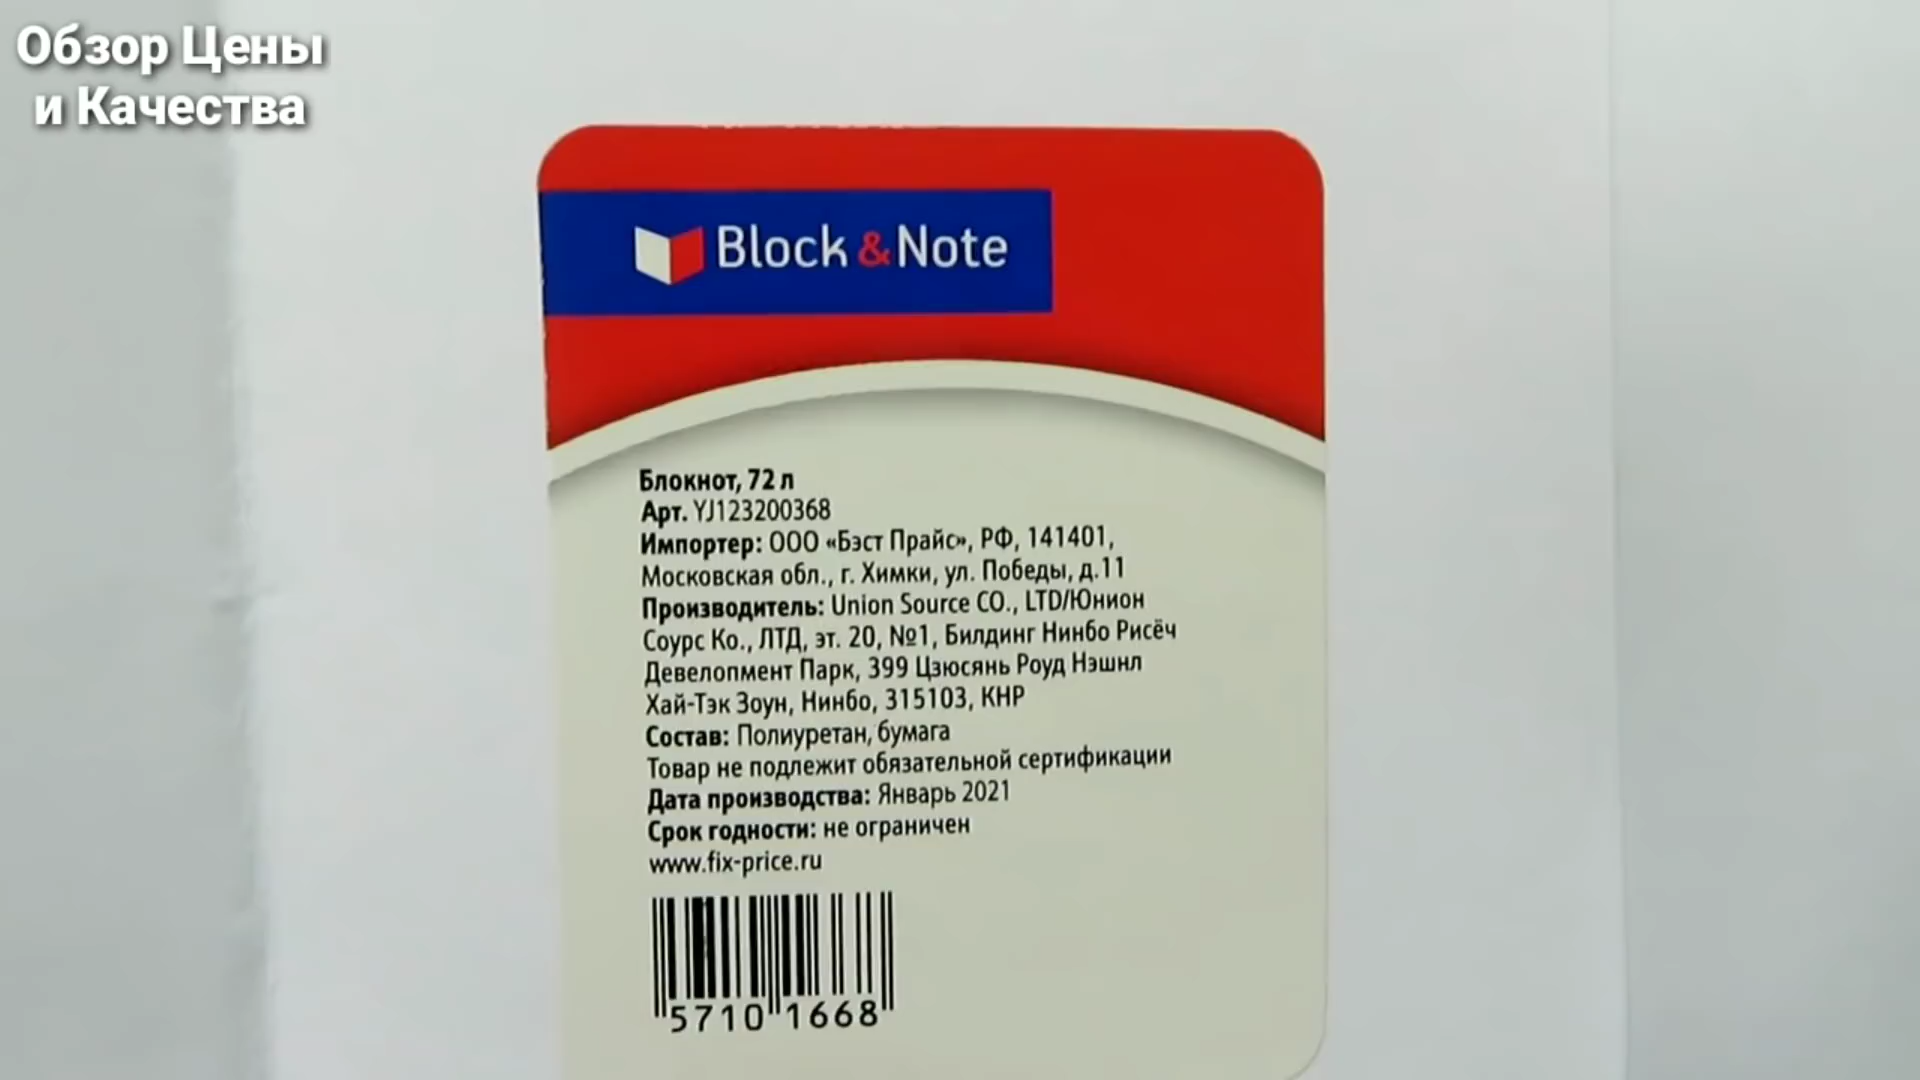 Обзор Цены
и Качества
Block & Note
Блокнот, 72 л
Арт. YJ123200368
Импортер: ООО «Бэст Прайс», РФ, 141401,
Московская обл., г. Химки, ул. Победы, д.11
Производитель: Union Source CO., LTD/Юнион
Соурс Ко., ЛТД, эт. 20, №1, Билдинг Нинбо Рисёч
Девелопмент Парк, 399 Цзюсянь Роуд Нэшнл
Хай-Тэк Зоун, Нинбо, 315103, КНР
Состав: Полиуретан, бумага
Товар не подлежит обязательной сертификации
Дата производства: Январь 2021
Срок годности: не ограничен
www.fix-price.ru
5710 1668